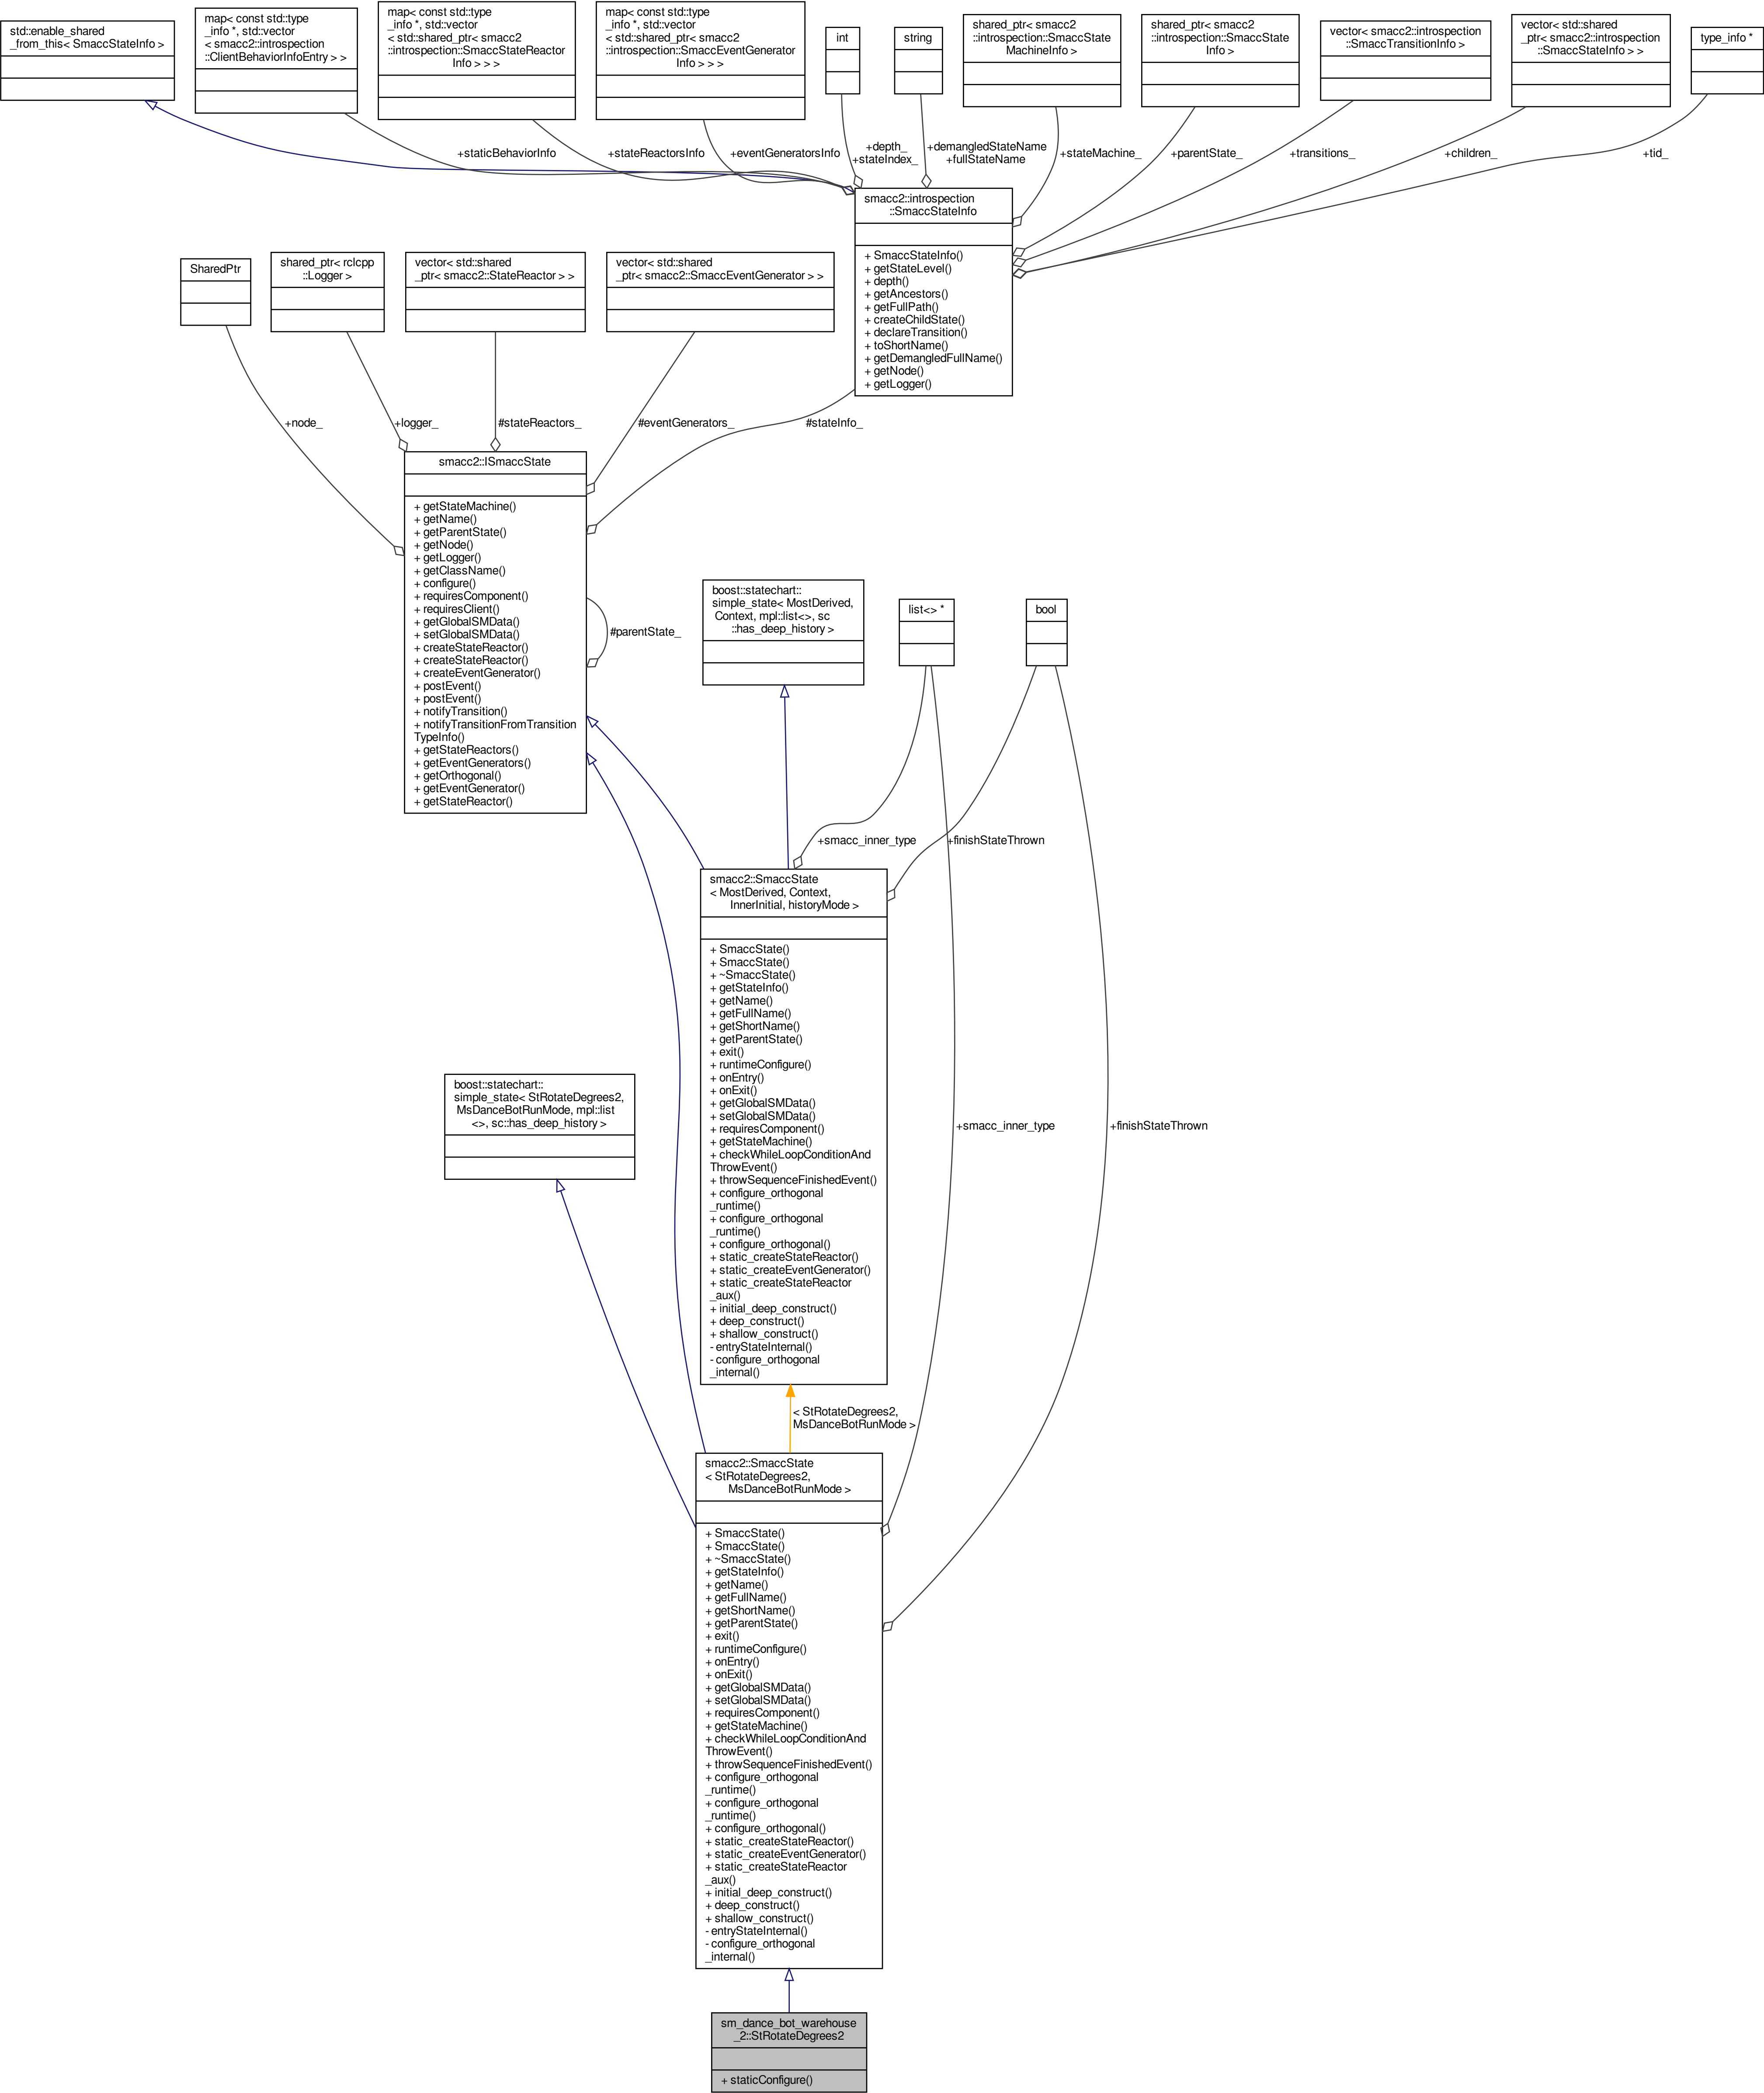 std::enable_shared
_from_this< SmaccStateInfo >
map< const std::type
_info *, std::vector
< smacc2::introspection
::ClientBehaviorInfoEntry > >
map< const std::type
_info *, std::vector
< std::shared_ptr< smacc2
::introspection::SmaccStateReactor
Info > > >
map< const std::type
_info *, std::vector
< std::shared_ptr< smacc2
::introspection::SmaccEventGenerator
Info > > >
int
string
shared_ptr< smacc2
::introspection::SmaccState
MachineInfo >
shared_ptr< smacc2
::introspection::SmaccState
Info >
vector< smacc2::introspection
::SmaccTransitionInfo >
vector< std::shared
_ptr< smacc2::introspection
::SmaccStateInfo > >
type_info *
+staticBehaviorInfo
+stateReactorsInfo
+eventGeneratorsInfo
+depth_
+stateIndex_
+demangledStateName
+fullStateName
+stateMachine_
+parentState_
+transitions_
+children_
+tid_
smacc2::introspection
::SmaccStateInfo
+ SmaccStateInfo()
+ getStateLevel()
+ depth()
+ getAncestors()
+ getFullPath()
+ createChildState()
+ declareTransition()
+ toShortName()
+ getDemangledFullName()
+ getNode()
+ getLogger()
SharedPtr
shared_ptr< rclcpp
::Logger >
vector< std::shared
_ptr< smacc2::StateReactor > >
vector< std::shared
_ptr< smacc2::SmaccEventGenerator > >
+node_
+logger_
#stateReactors_
#eventGenerators_
#stateInfo_
smacc2::ISmaccState
+ getStateMachine()
+ getName()
+ getParentState()
+ getNode()
+ getLogger()
+ getClassName()
+ configure()
+ requiresComponent()
+ requiresClient()
+ getGlobalSMData()
+ setGlobalSMData()
+ createStateReactor()
+ createStateReactor()
+ createEventGenerator()
+ postEvent()
+ postEvent()
+ notifyTransition()
+ notifyTransitionFromTransition
TypeInfo()
+ getStateReactors()
+ getEventGenerators()
+ getOrthogonal()
+ getEventGenerator()
+ getStateReactor()
#parentState_
boost::statechart::
simple_state< MostDerived,
Context, mpl::list<>, sc
::has_deep_history >
list<> *
bool
+smacc_inner_type
+finishStateThrown
smacc2::SmaccState
< MostDerived, Context,
InnerInitial, historyMode >
+ SmaccState()
+ SmaccState()
+ ~SmaccState()
+ getStateInfo()
+ getName()
+ getFullName()
+ getShortName()
+ getParentState()
+ exit()
+ runtimeConfigure()
+ onEntry()
+ onExit()
+ getGlobalSMData()
+ setGlobalSMData()
+ requiresComponent()
+ getStateMachine()
+ checkWhileLoopConditionAnd
ThrowEvent()
+ throwSequenceFinishedEvent()
+ configure_orthogonal
_runtime()
+ configure_orthogonal
_runtime()
+ configure_orthogonal()
+ static_createStateReactor()
+ static_createEventGenerator()
+ static_createStateReactor
_aux()
+ initial_deep_construct()
+ deep_construct()
+ shallow_construct()
- entryStateInternal()
- configure_orthogonal
_internal()
boost::statechart::
simple_state< StRotateDegrees2,
MsDanceBotRunMode, mpl::list
<>, sc::has_deep_history >
+smacc_inner_type
+finishStateThrown
< StRotateDegrees2,
MsDanceBotRunMode >
smacc2::SmaccState
< StRotateDegrees2,
MsDanceBotRunMode >
+ SmaccState()
+ SmaccState()
+ ~SmaccState()
+ getStateInfo()
+ getName()
+ getFullName()
+ getShortName()
+ getParentState()
+ exit()
+ runtimeConfigure()
+ onEntry()
+ onExit()
+ getGlobalSMData()
+ setGlobalSMData()
+ requiresComponent()
+ getStateMachine()
+ checkWhileLoopConditionAnd
ThrowEvent()
+ throwSequenceFinishedEvent()
+ configure_orthogonal
_runtime()
+ configure_orthogonal
_runtime()
+ configure_orthogonal()
+ static_createStateReactor()
+ static_createEventGenerator()
+ static_createStateReactor
_aux()
+ initial_deep_construct()
+ deep_construct()
+ shallow_construct()
- entryStateInternal()
- configure_orthogonal
_internal()
sm_dance_bot_warehouse
_2::StRotateDegrees2
+ staticConfigure()